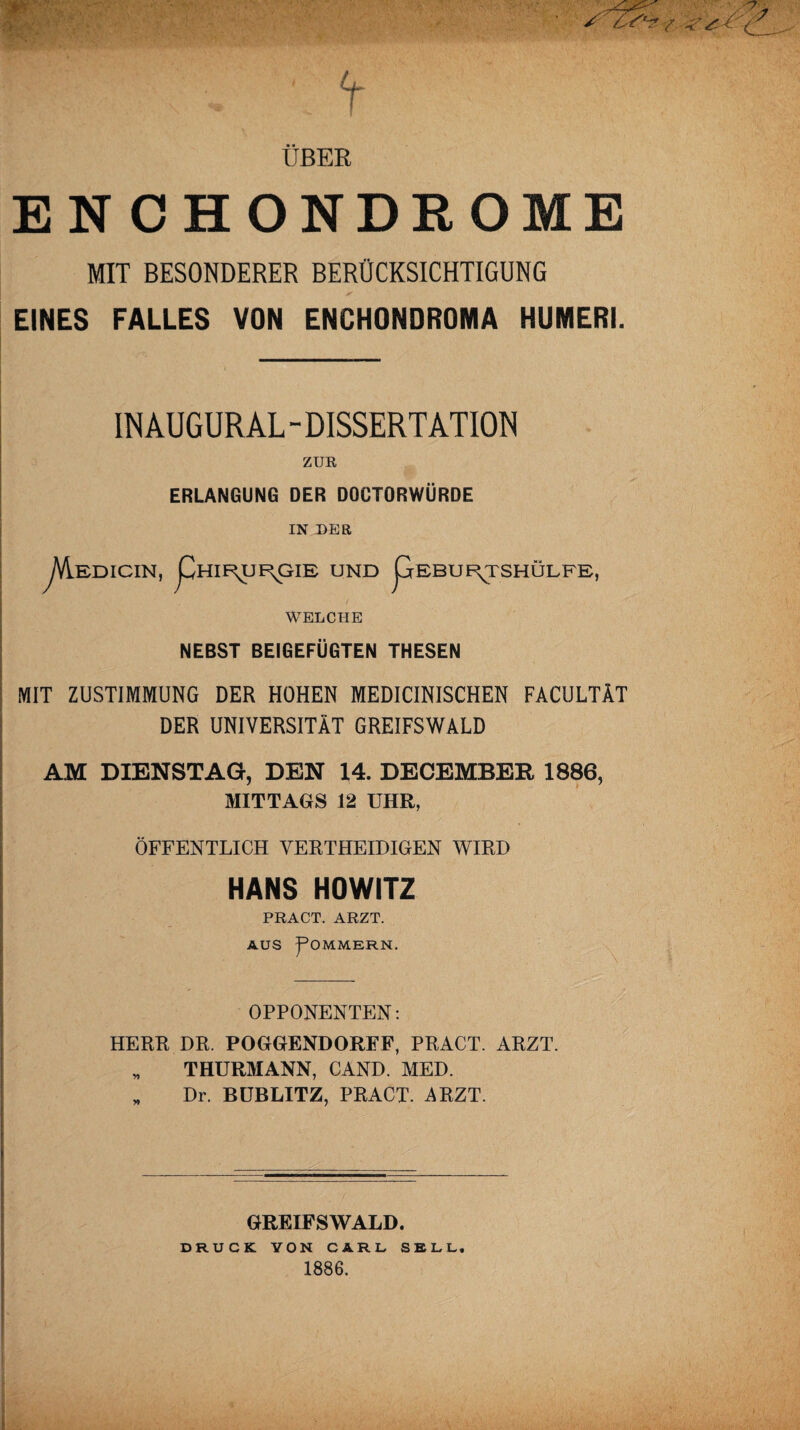 4
ÜBER
ENCHONDROME
MIT BESONDERER BERÜCKSICHTIGUNG
EINES FALLES VON ENCHONDROMA HUMERI.
INAUGURAL-DISSERTATION
ZUR
ERLANGUNG DER DOCTORWÜRDE
IN DER
MEDICIN, CHIRURGIE UND GEBURTSHÜLFE,
WELCHE
NEBST BEIGEFÜGTEN THESEN
MIT ZUSTIMMUNG DER HOHEN MEDICINISCHEN FACULTÄT
DER UNIVERSITÄT GREIFSWALD
AM DIENSTAG, DEN 14. DECEMBER 1886,
MITTAGS 12 UHR,
ÖFFENTLICH VERTHEIDIGEN WIRD
HANS HOWITZ
PRACT. ARZT.
AUS POMMERN.
OPPONENTEN:
HERR DR. POGGENDORFF, PRACT. ARZT.
„ THURMANN, CAND. MED.
„ Dr. BUBLITZ, PRACT. ARZT.
GREIFSWALD.
DRUCK VON CARL SELL.
1886.